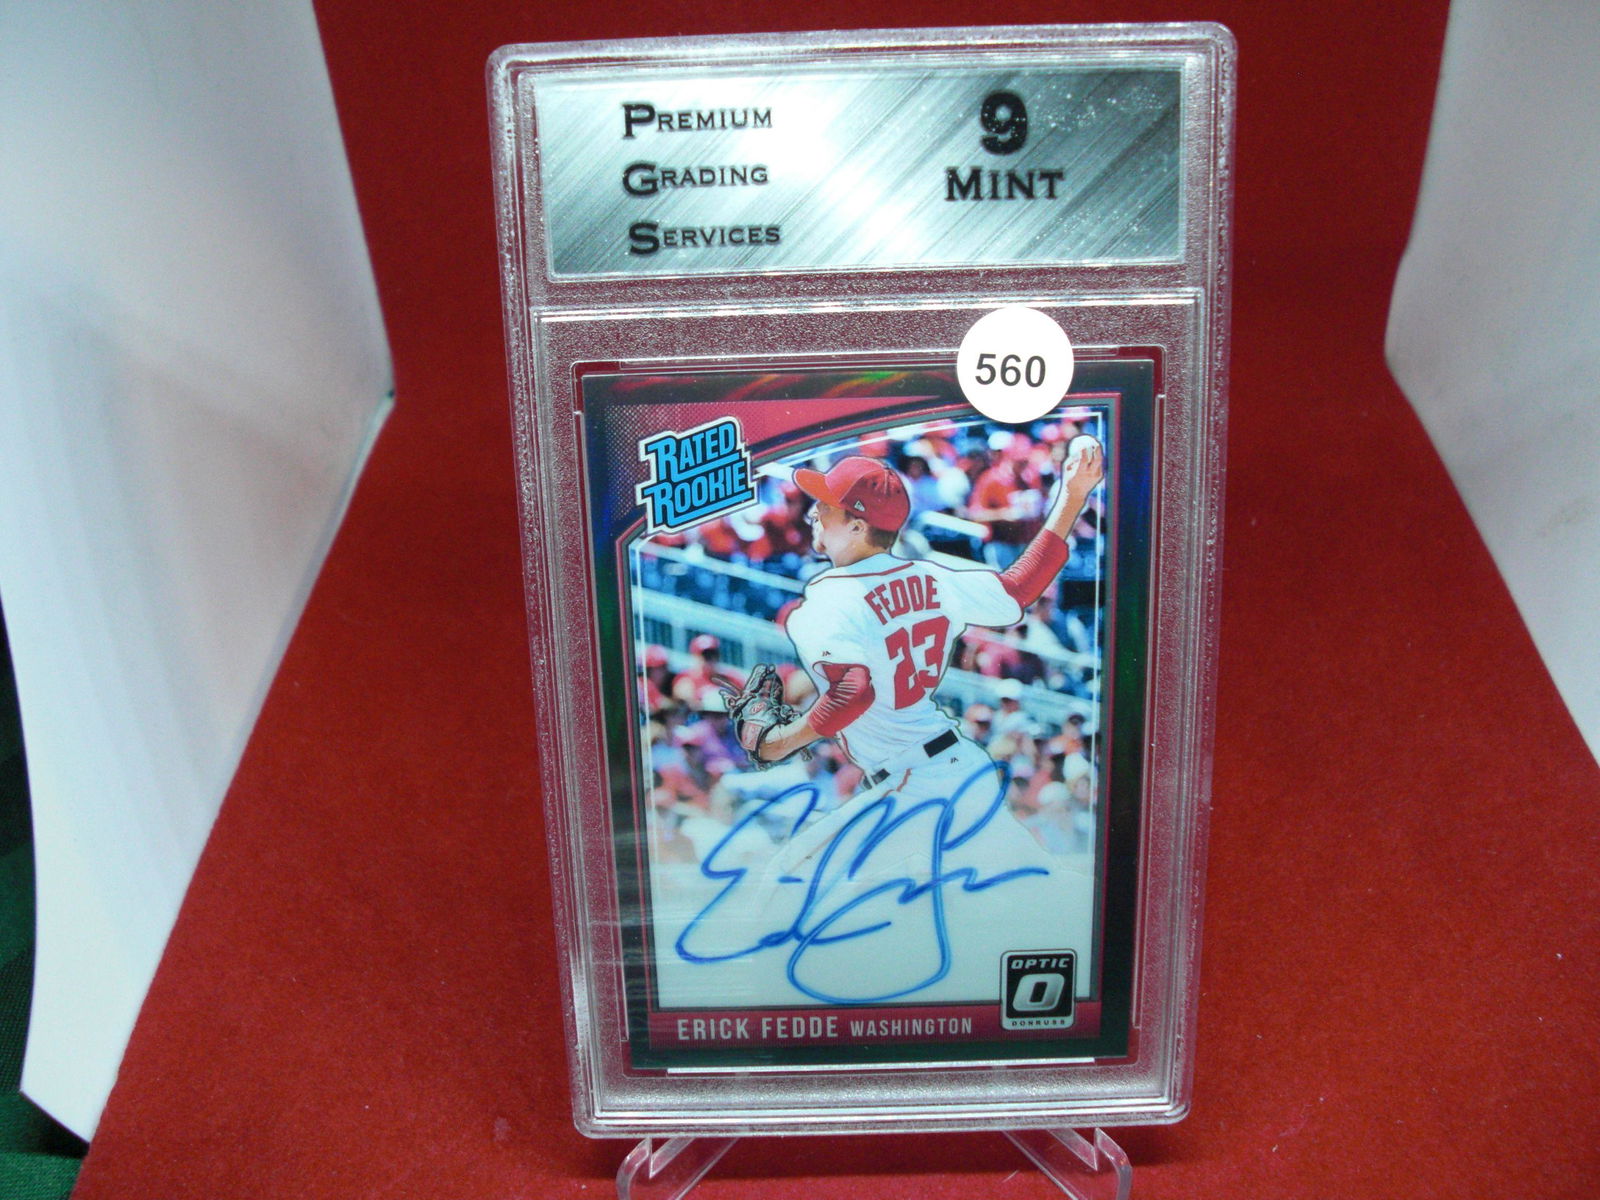 PREMIUM
GRADING
SERVICES
9
MINT
560
RATED
ROOKIE
FEDDE
23
OPTIC
O
DONRUSS
ERICK FEDDE WASHINGTON